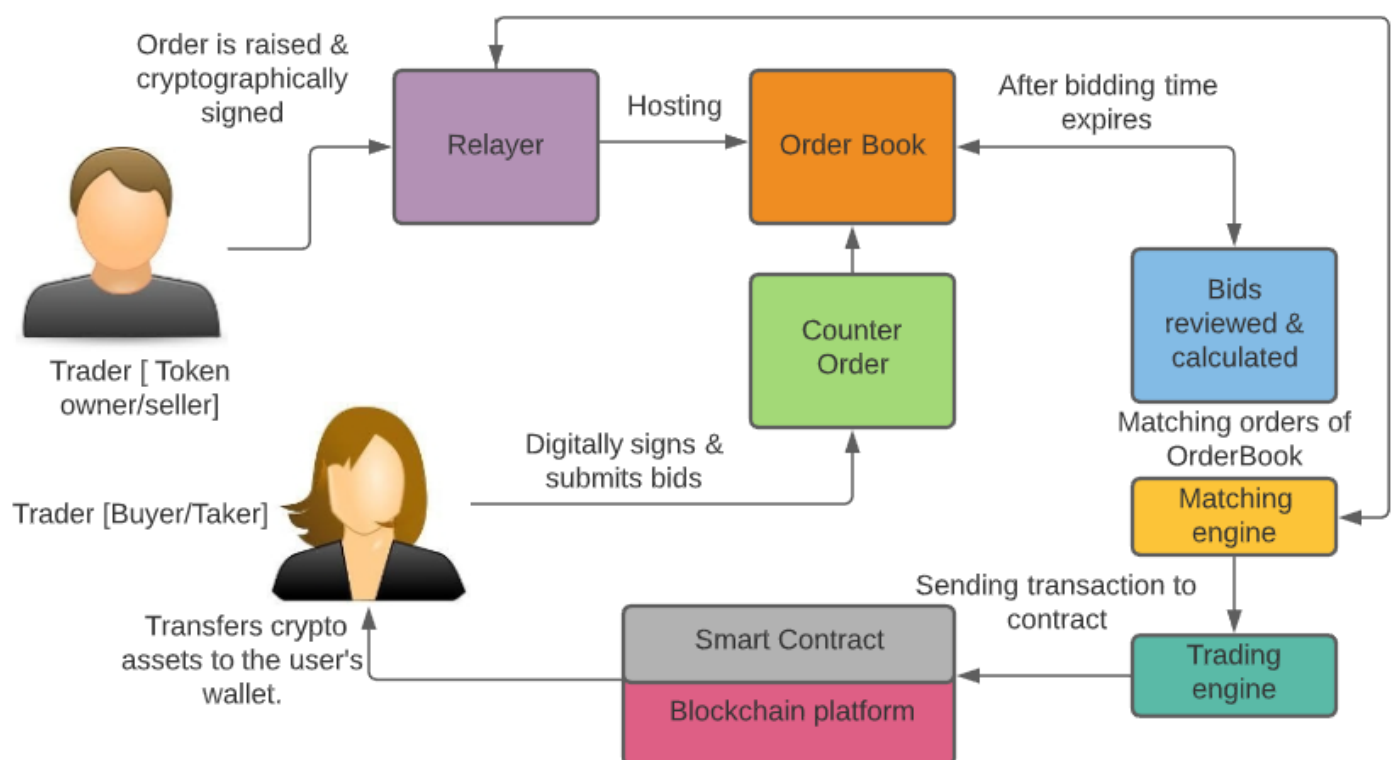 Order is raised &
cryptographically
signed
Relayer
Hosting
Order Book
After bidding time
expires
Trader [ Token
owner/seller]
Counter
Order
Bids
reviewed &
calculated
Matching orders of
OrderBook
Digitally signs &
submits bids
Trader [Buyer/Taker]
Matching
engine
Sending transaction to
contract
Transfers crypto
assets to the user's
wallet.
Smart Contract
Blockchain platform
Trading
engine